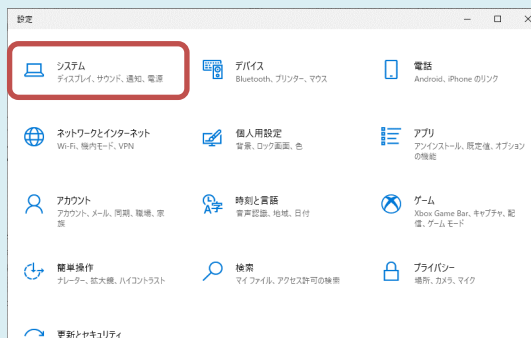 設定
システム
ディスプレイ、サウンド、通知、電源
デバイス
Bluetooth、プリンター、マウス
電話
Android、iPhone のリンク
ネットワークとインターネット
Wi-Fi、機内モード、VPN
個人用設定
背景、ロック画面、色
アプリ
アンインストール、既定値、オプション
の機能
アカウント
アカウント、メール、同期、職場、家
族
時刻と言語
音声認識、地域、日付
ゲーム
Xbox Game Bar、キャプチャ、配
信、ゲーム モード
簡単操作
ナレーター、拡大鏡、ハイコントラスト
検索
マイ ファイル、アクセス許可の検索
プライバシー
場所、カメラ、マイク
更新とセキュリティ